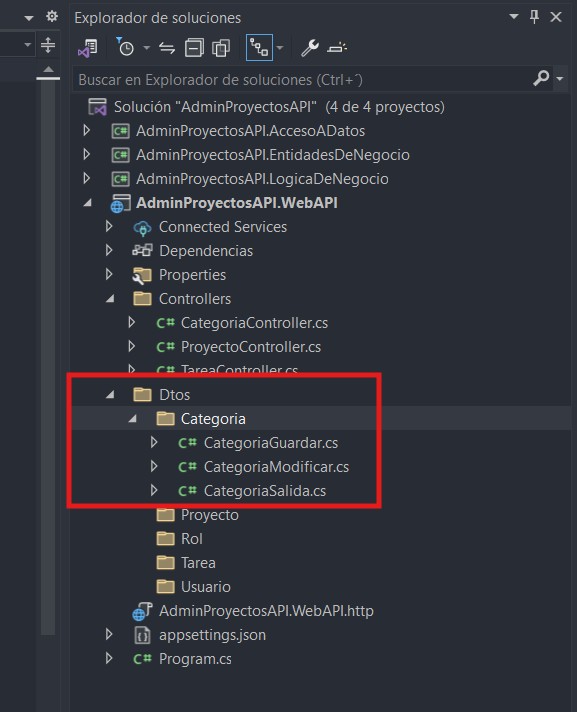 Explorador de soluciones
Buscar en Explorador de soluciones (Ctrl+´)
Solución "AdminProyectosAPI" (4 de 4 proyectos)
C# AdminProyectosAPI.AccesoADatos
C# AdminProyectosAPI.EntidadesDeNegocio
C# AdminProyectosAPI.LogicaDeNegocio
AdminProyectosAPI.WebAPI
Connected Services
Dependencias
Properties
Controllers
C# CategoriaController.cs
C# ProyectoController.cs
C# TareaController.cs
Dtos
Categoria
C# CategoriaGuardar.cs
C# CategoriaModificar.cs
C# CategoriaSalida.cs
Proyecto
Rol
Tarea
Usuario
AdminProyectosAPI.WebAPI.http
appsettings.json
C# Program.cs